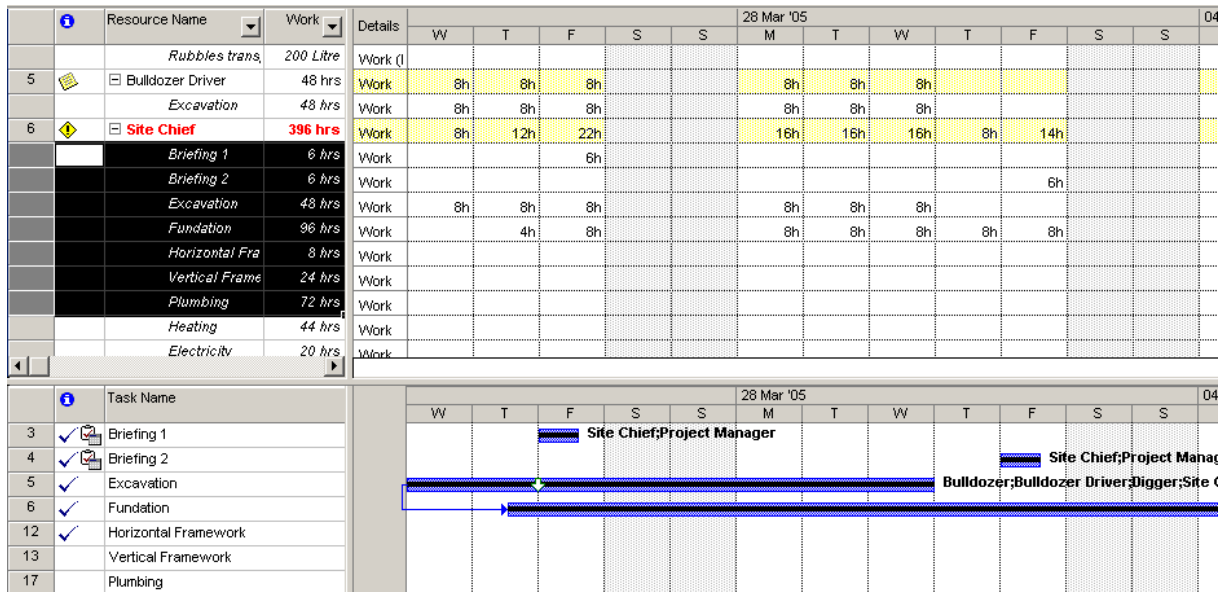 Resource Name Work Details 28 Mar '05 04
W T F S S M T W T F S S
Rubbles trans, 200 Litre Work (l
5 Bulldozer Driver 48 hrs Work 8h 8h 8h 8h 8h 8h
Excavation 48 hrs Work 8h 8h 8h 8h 8h 8h
6 Site Chief 396 hrs Work 8h 12h 22h 16h 16h 16h 8h 14h
Briefing 1 6 hrs Work 6h
Briefing 2 6 hrs Work 6h
Excavation 48 hrs Work 8h 8h 8h 8h 8h 8h
Fundation 96 hrs Work 4h 8h 8h 8h 8h 8h 8h
Horizontal Fra 8 hrs Work
Vertical Frame 24 hrs Work
Plumbing 72 hrs Work
Heating 44 hrs Work
Electricity 20 hrs Work
Task Name 28 Mar '05 04
W T F S S M T W T F S S
3 Briefing 1 Site Chief;Project Manager
4 Briefing 2 Site Chief;Project Manag
5 Excavation Bulldozer;Bulldozer Driver;Digger;Site C
6 Fundation
12 Horizontal Framework
13 Vertical Framework
17 Plumbing